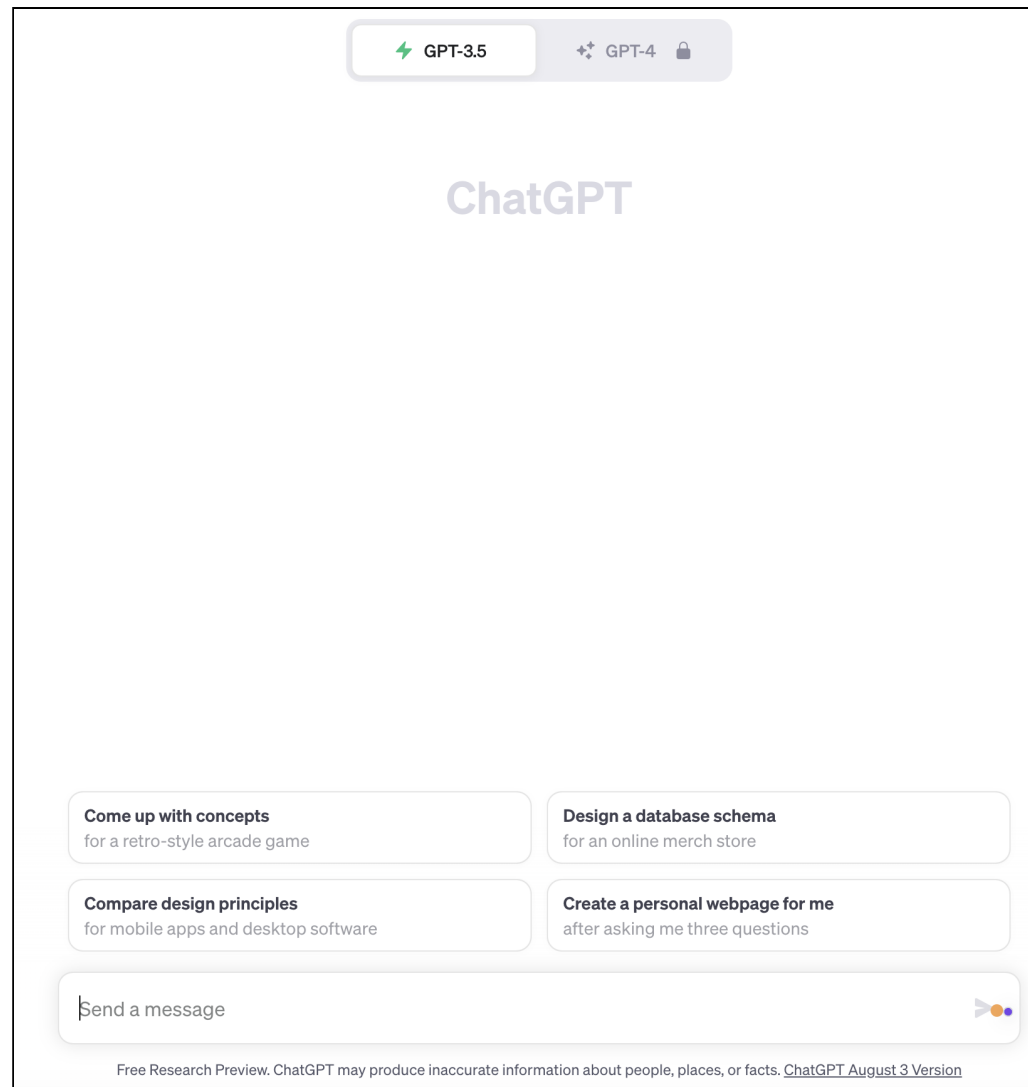 GPT-3.5
GPT-4
ChatGPT
Come up with concepts
for a retro-style arcade game
Design a database schema
for an online merch store
Compare design principles
for mobile apps and desktop software
Create a personal webpage for me
after asking me three questions
Send a message
Free Research Preview. ChatGPT may produce inaccurate information about people, places, or facts. ChatGPT August 3 Version